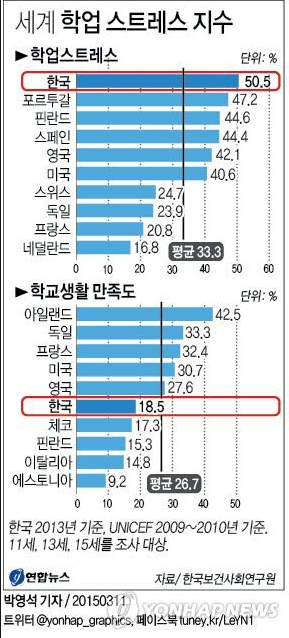 세계 학업 스트레스 지수
▶학업스트레스 단위: %
한국 50.5
포르투갈 47.2
핀란드 44.6
스페인 44.4
영국 42.1
미국 40.6
스위스 24.7
독일 23.9
프랑스 20.8
네덜란드 16.8
평균 33.3
0 10 20 30 40 50 60
▶학교생활 만족도 단위: %
아일랜드 42.5
독일 33.3
프랑스 32.4
미국 30.7
영국 27.6
한국 18.5
체코 17.3
핀란드 15.3
이탈리아 14.8
에스토니아 9.2
평균 26.7
0 10 20 30 40 50
한국 2013년 기준, UNICEF 2009~2010년 기준.
11세, 13세, 15세를 조사 대상.
연합뉴스 자료/한국보건사회연구원
박영석 기자 / 20150311
트위터 @yonhap_graphics, 페이스북 tuney.kr/LeYN1
YONHAPNEWS